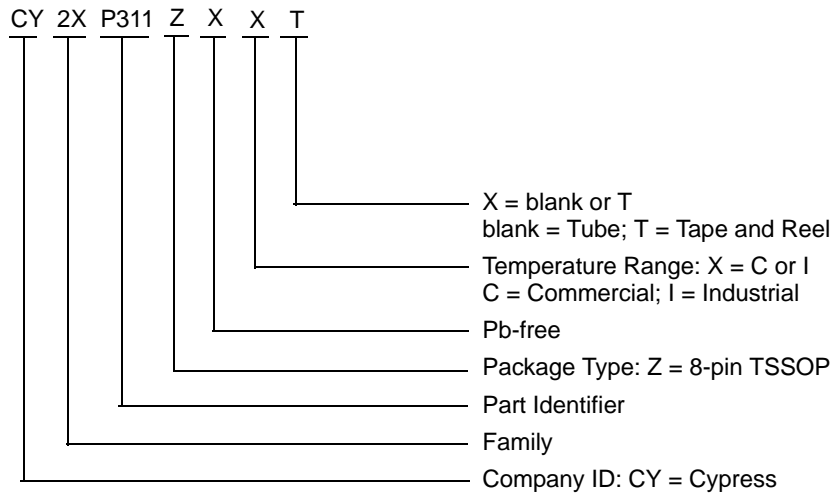 CY 2X P311 Z X X T
X = blank or T
blank = Tube; T = Tape and Reel
Temperature Range: X = C or I
C = Commercial; I = Industrial
Pb-free
Package Type: Z = 8-pin TSSOP
Part Identifier
Family
Company ID: CY = Cypress